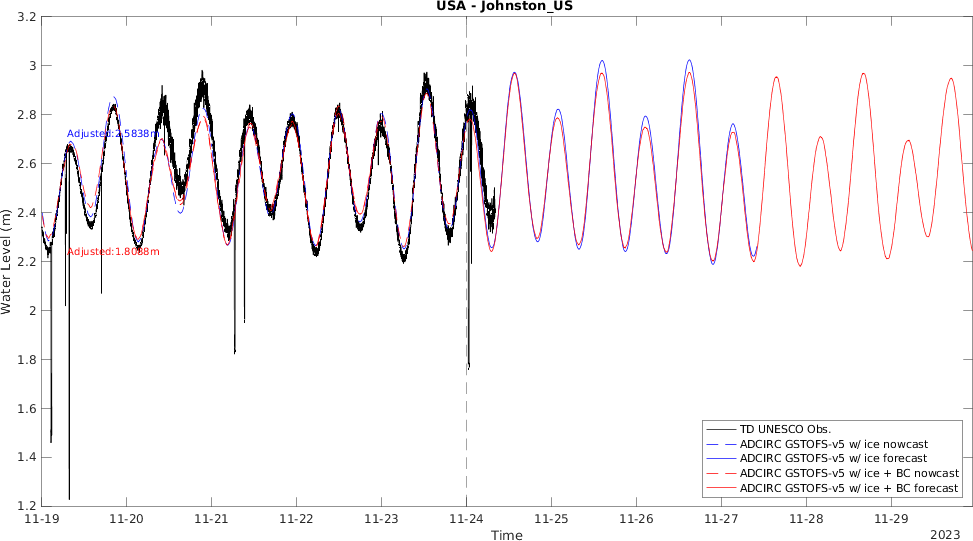 USA - Johnston_US
3.2
3
2.8
2.6
2.4
2.2
2
1.8
1.6
1.4
1.2
Water Level (m)
Adjusted:2.5838m
Adjusted:1.8088m
TD UNESCO Obs.
ADCIRC GSTOFS-v5 w/ ice nowcast
ADCIRC GSTOFS-v5 w/ ice forecast
ADCIRC GSTOFS-v5 w/ ice + BC nowcast
ADCIRC GSTOFS-v5 w/ ice + BC forecast
11-19 11-20 11-21 11-22 11-23 11-24 11-25 11-26 11-27 11-28 11-29
Time
2023